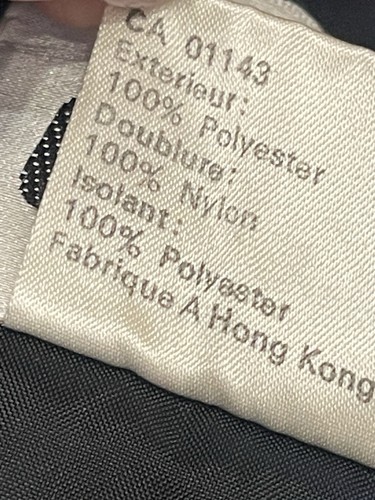 CA 01143
Exterieur:
100% Polyester
Doublure:
100% Nylon
Isolant:
100% Polyester
Fabrique A Hong Kong